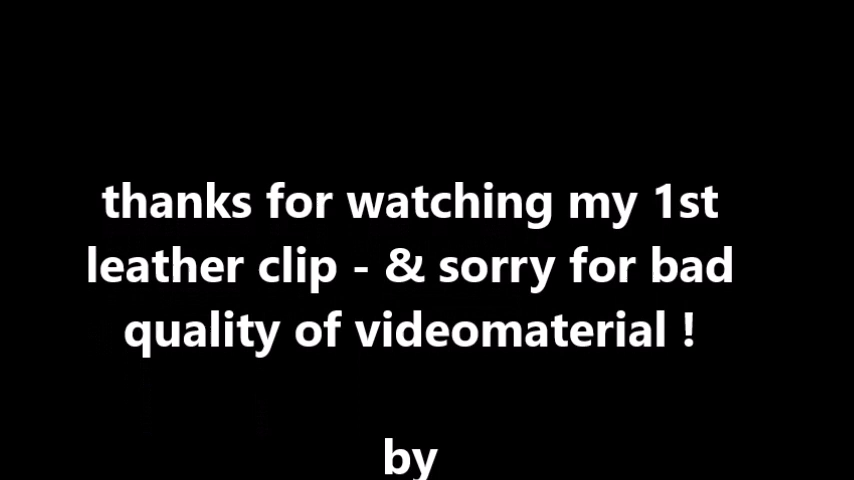 thanks for watching my 1st
leather clip - & sorry for bad
quality of videomaterial !
by